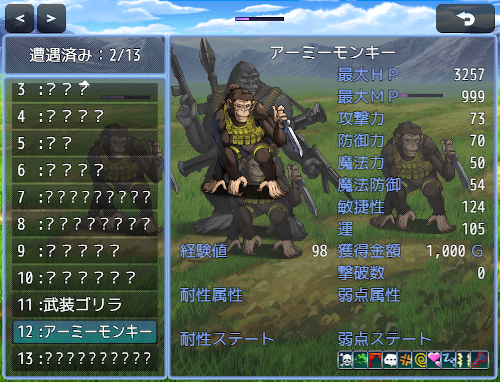 < >
遭遇済み：2/13
3 :？？？
4 :？？？？
5 :？？
6 :？？？？
7 :?????????
8 :?????????
9 :？？？？？
10 :？？？？？？
11 :武装ゴリラ
12 :アーミーモンキー
13 :??????????
アーミーモンキー
最大ＨＰ 3257
最大ＭＰ 999
攻撃力 73
防御力 70
魔法力 50
魔法防御 54
敏捷性 124
運 105
経験値 98 獲得金額 1,000 G
撃破数 0
耐性属性 弱点属性
耐性ステート 弱点ステート